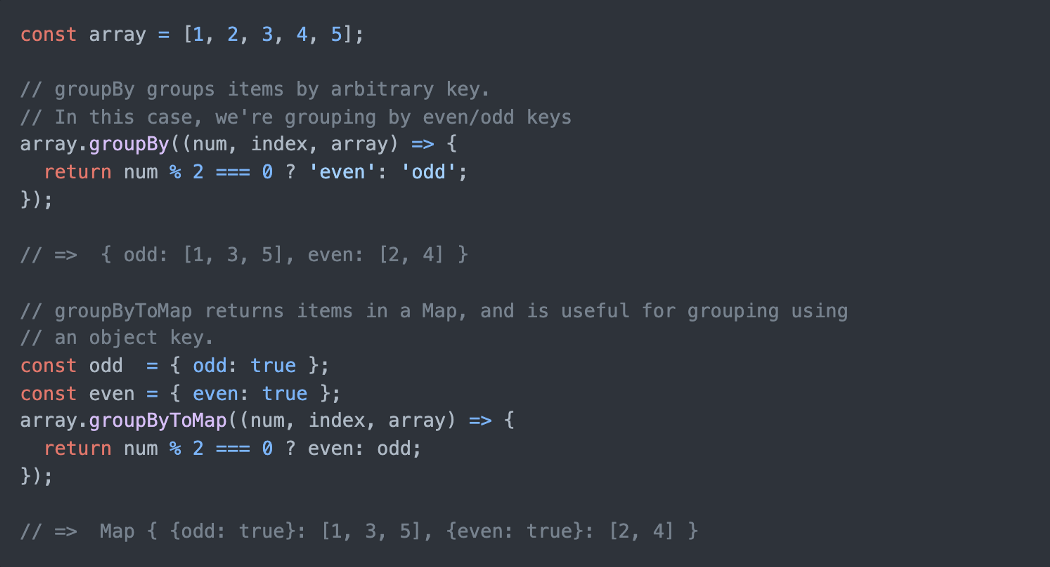 const array = [1, 2, 3, 4, 5];
// groupBy groups items by arbitrary key.
// In this case, we're grouping by even/odd keys
array.groupBy((num, index, array) => {
  return num % 2 === 0 ? 'even': 'odd';
});
// =>  { odd: [1, 3, 5], even: [2, 4] }
// groupByToMap returns items in a Map, and is useful for grouping using
// an object key.
const odd  = { odd: true };
const even = { even: true };
array.groupByToMap((num, index, array) => {
  return num % 2 === 0 ? even: odd;
});
// =>  Map { {odd: true}: [1, 3, 5], {even: true}: [2, 4] }